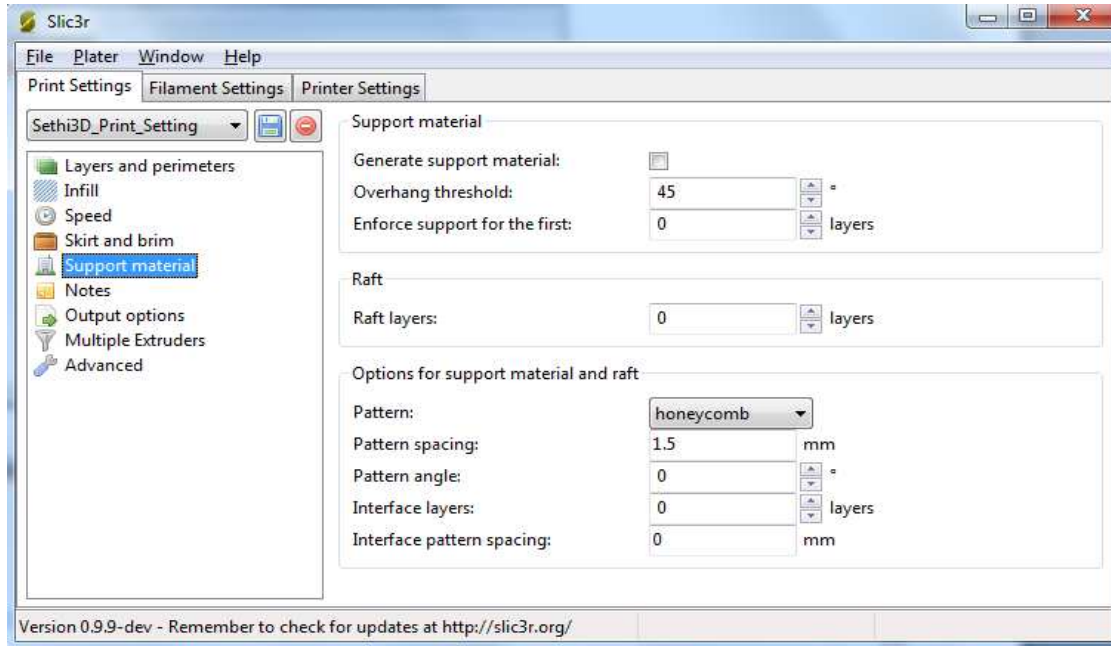 Slic3r
File Plater Window Help
Print Settings Filament Settings Printer Settings
Sethi3D_Print_Setting
Layers and perimeters
Infill
Speed
Skirt and brim
Support material
Notes
Output options
Multiple Extruders
Advanced
Support material
Generate support material:
Overhang threshold: 45 °
Enforce support for the first: 0 layers
Raft
Raft layers: 0 layers
Options for support material and raft
Pattern: honeycomb
Pattern spacing: 1.5 mm
Pattern angle: 0 °
Interface layers: 0 layers
Interface pattern spacing: 0 mm
Version 0.9.9-dev - Remember to check for updates at http://slic3r.org/